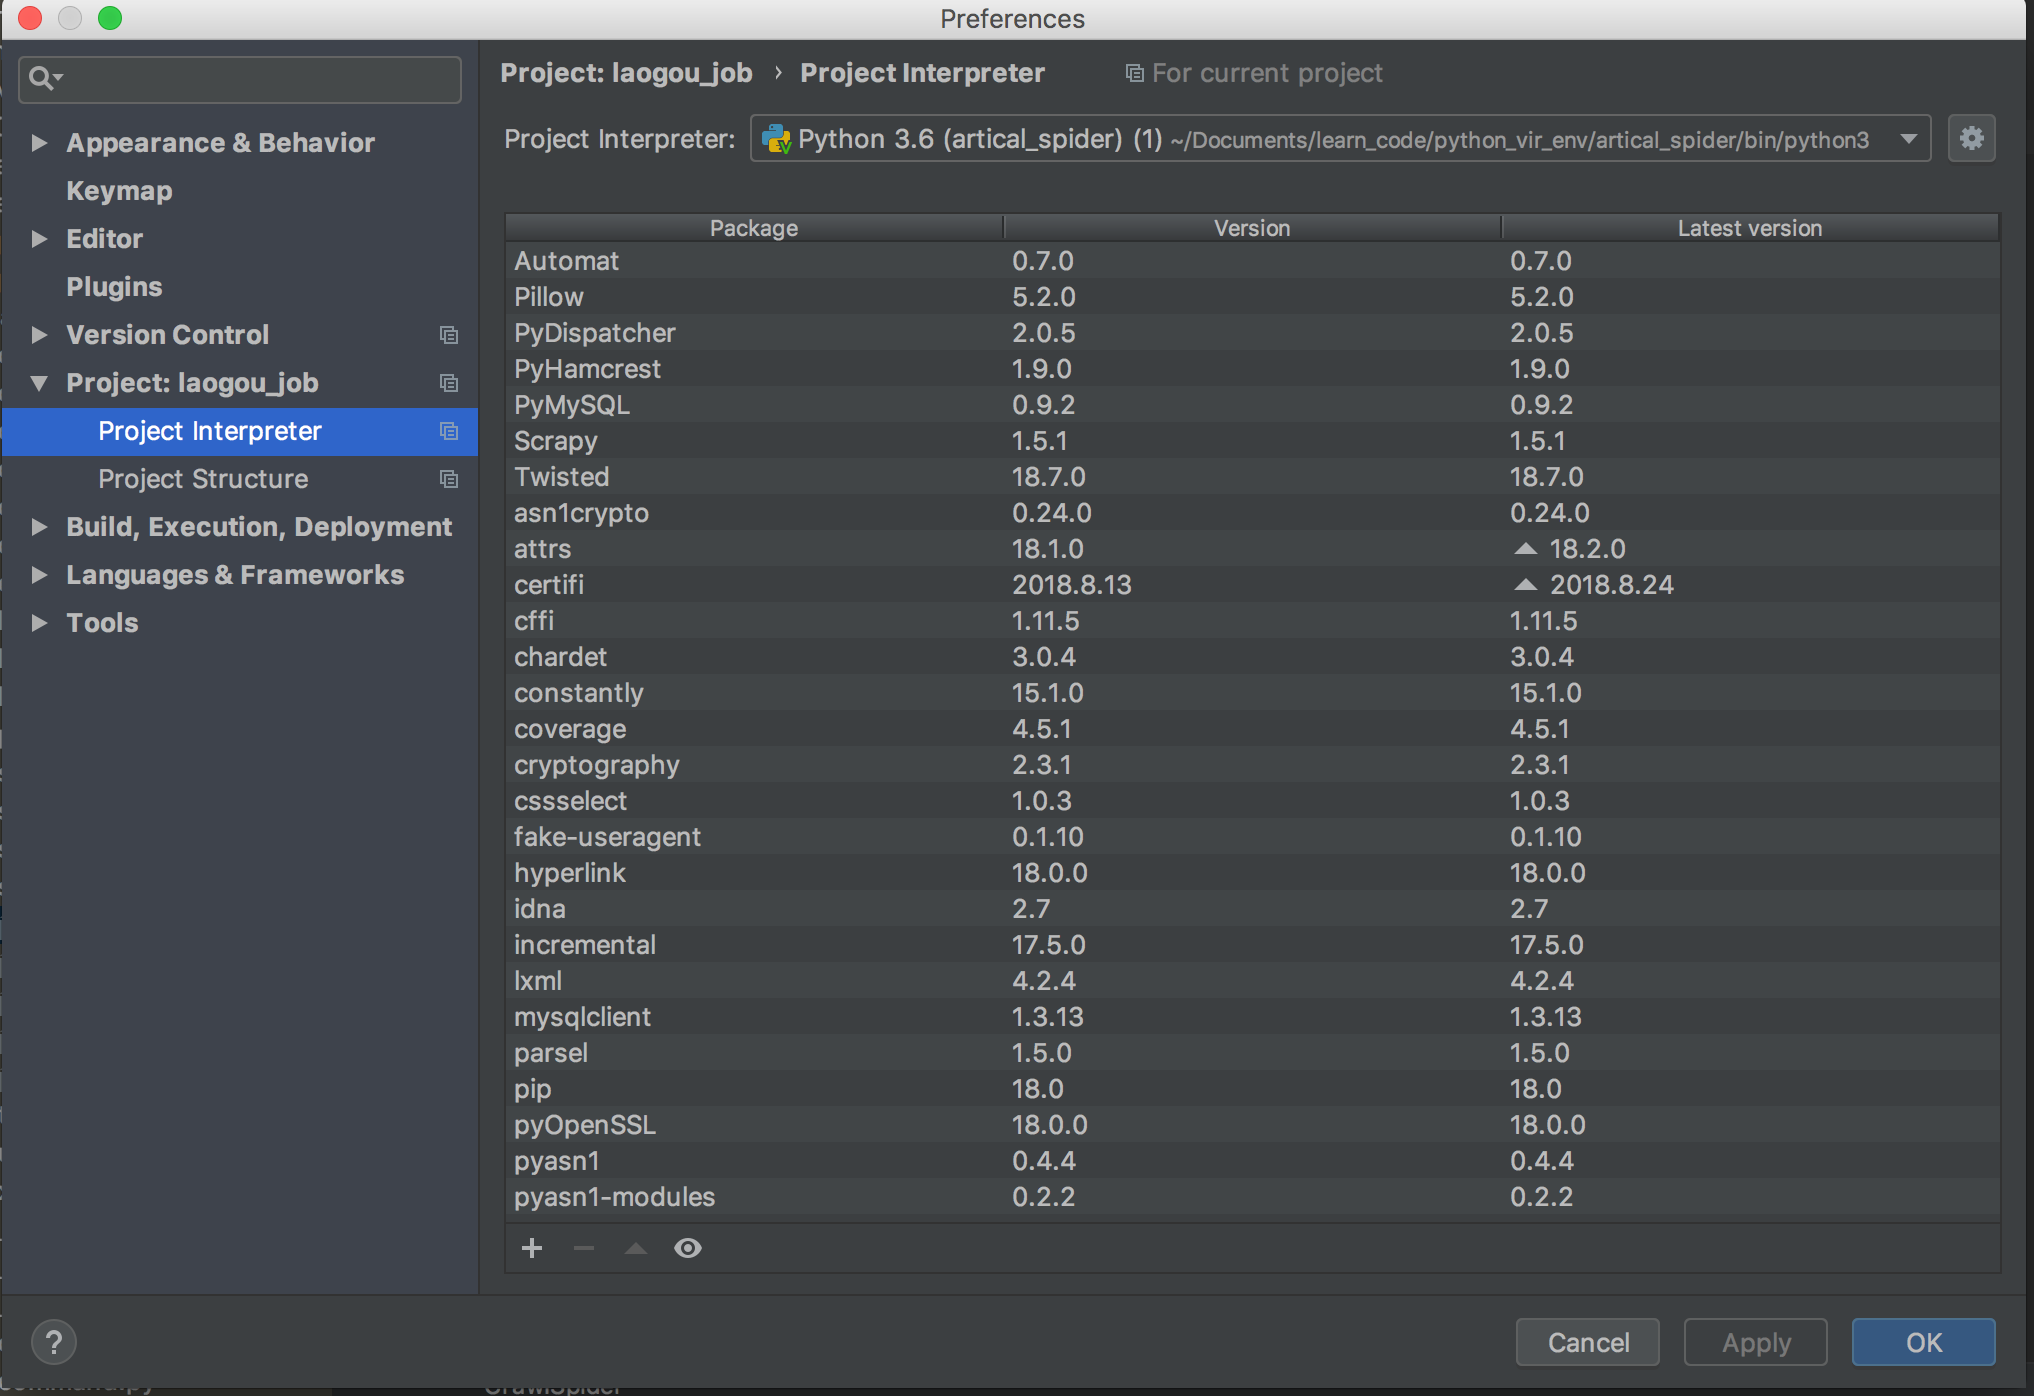 Preferences
Appearance & Behavior
Keymap
Editor
Plugins
Version Control
Project: laogou_job
Project Interpreter
Project Structure
Build, Execution, Deployment
Languages & Frameworks
Tools
Project: laogou_job › Project Interpreter For current project
Project Interpreter: Python 3.6 (artical_spider) (1) ~/Documents/learn_code/python_vir_env/artical_spider/bin/python3
Package Version Latest version
Automat 0.7.0 0.7.0
Pillow 5.2.0 5.2.0
PyDispatcher 2.0.5 2.0.5
PyHamcrest 1.9.0 1.9.0
PyMySQL 0.9.2 0.9.2
Scrapy 1.5.1 1.5.1
Twisted 18.7.0 18.7.0
asn1crypto 0.24.0 0.24.0
attrs 18.1.0 18.2.0
certifi 2018.8.13 2018.8.24
cffi 1.11.5 1.11.5
chardet 3.0.4 3.0.4
constantly 15.1.0 15.1.0
coverage 4.5.1 4.5.1
cryptography 2.3.1 2.3.1
cssselect 1.0.3 1.0.3
fake-useragent 0.1.10 0.1.10
hyperlink 18.0.0 18.0.0
idna 2.7 2.7
incremental 17.5.0 17.5.0
lxml 4.2.4 4.2.4
mysqlclient 1.3.13 1.3.13
parsel 1.5.0 1.5.0
pip 18.0 18.0
pyOpenSSL 18.0.0 18.0.0
pyasn1 0.4.4 0.4.4
pyasn1-modules 0.2.2 0.2.2
?
Cancel Apply OK